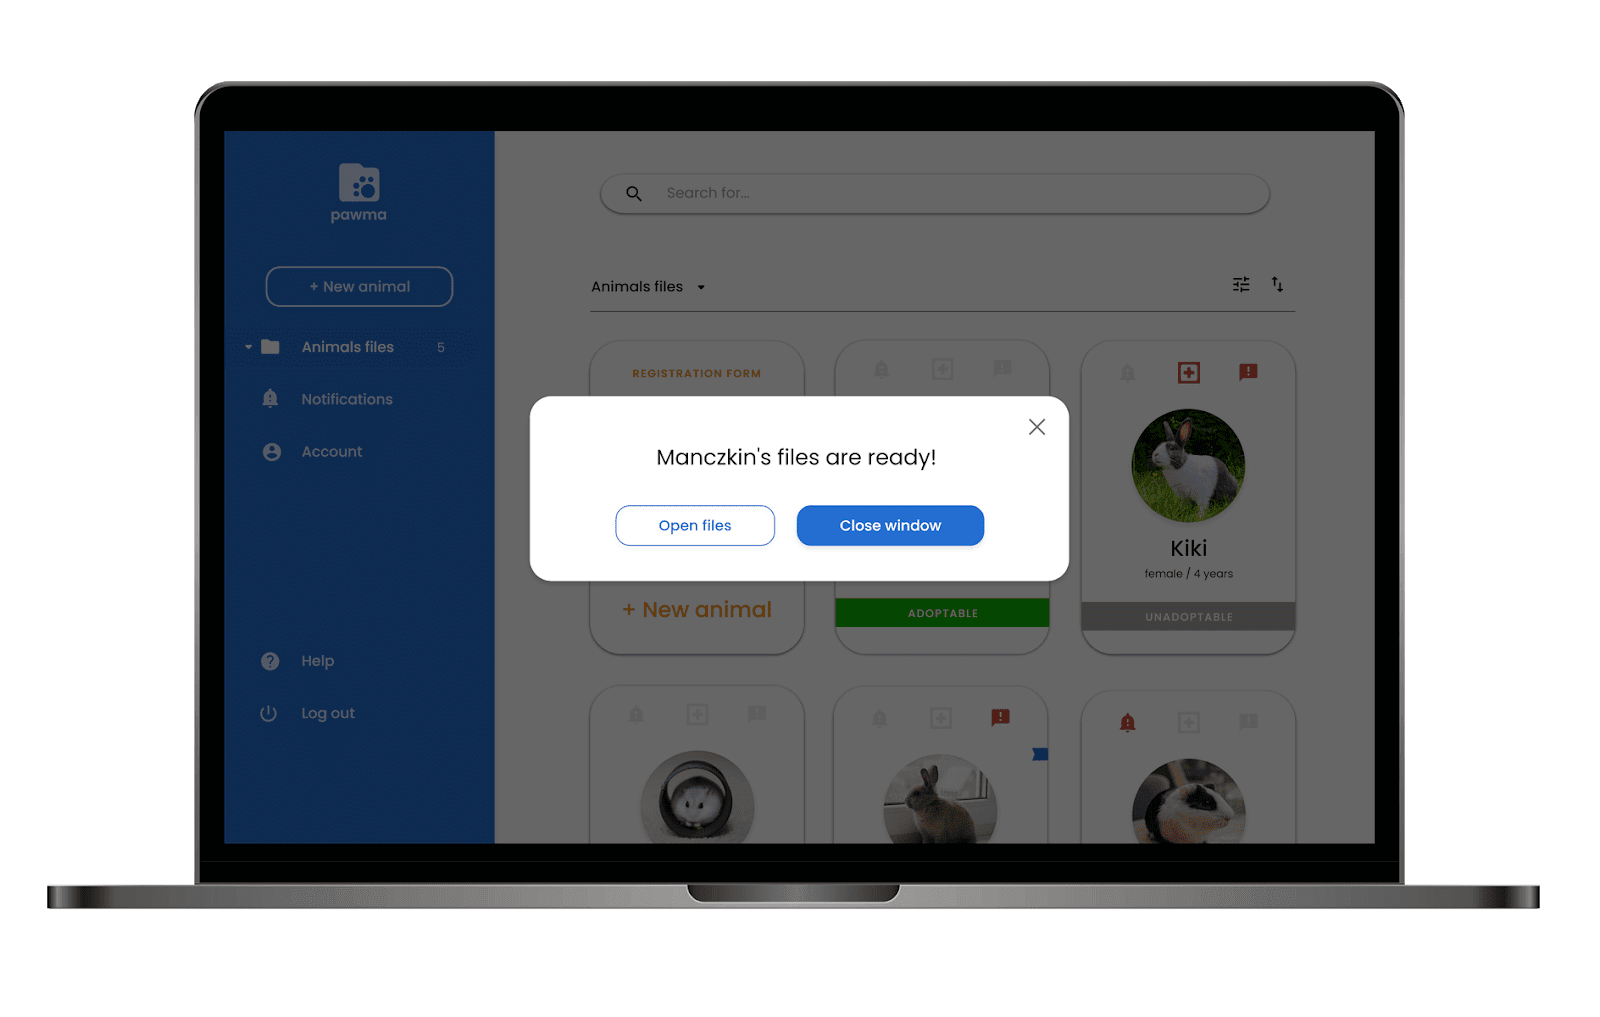 pawma
+ New animal
Animals files 5
Notifications
Account
Help
Log out
Search for...
Animals files
REGISTRATION FORM
+ New animal
ADOPTABLE
Kiki
female / 4 years
UNADOPTABLE
Manczkin's files are ready!
Open files
Close window